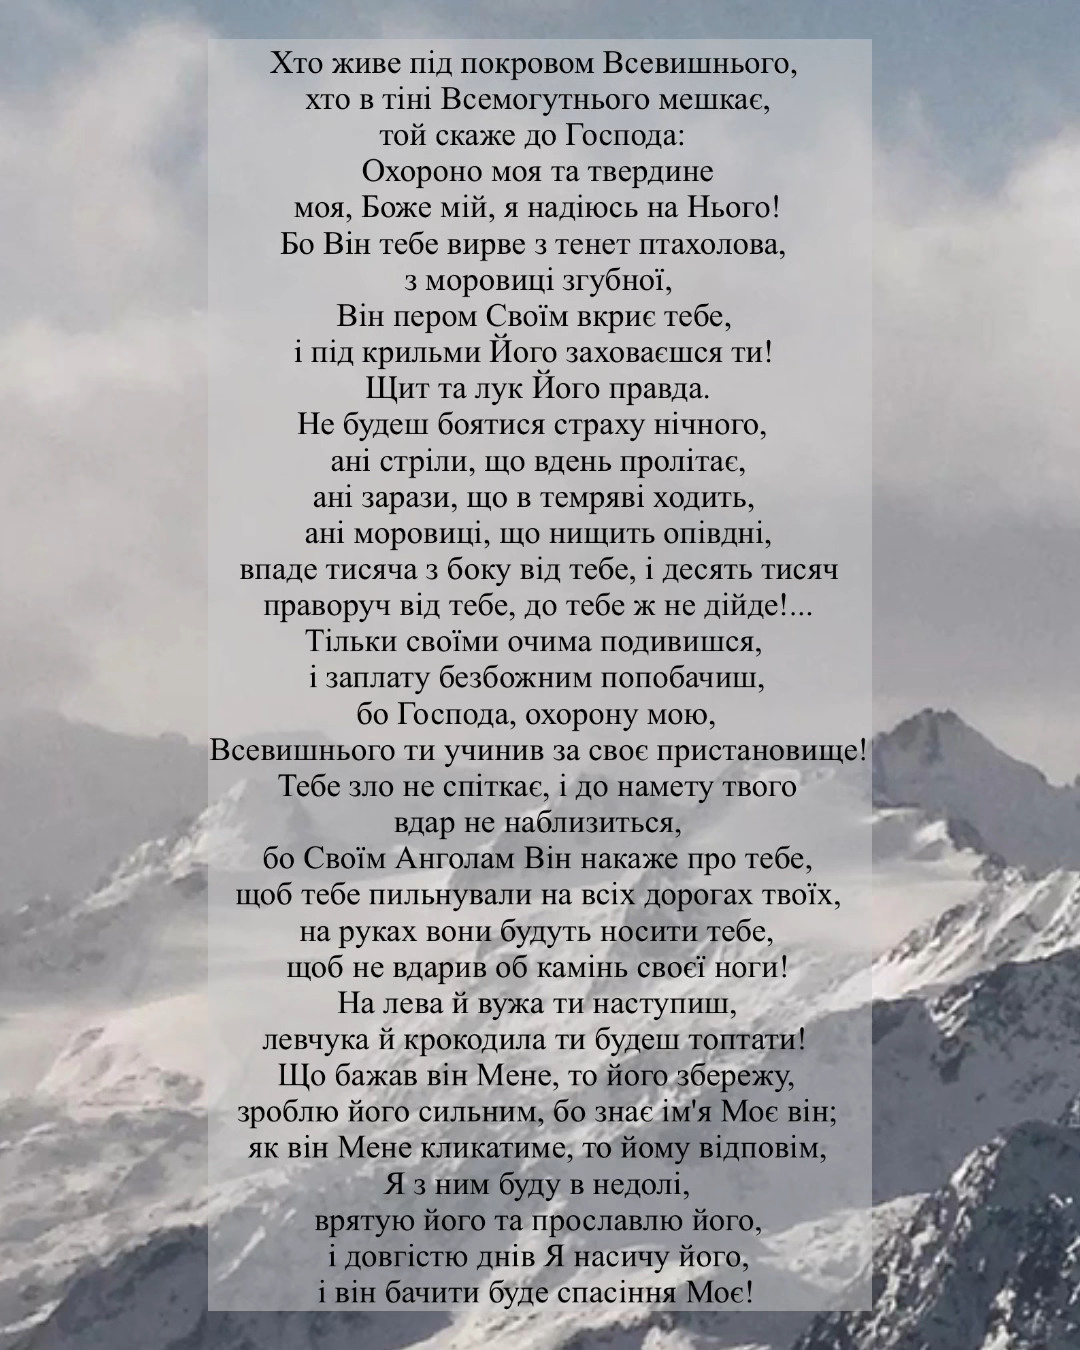 Хто живе під покровом Всевишнього,
хто в тіні Всемогутнього мешкає,
той скаже до Господа:
Охороно моя та твердине
моя, Боже мій, я надіюсь на Нього!
Бо Він тебе вирве з тенет птахолова,
з моровиці згубної,
Він пером Своїм вкриє тебе,
і під крильми Його заховаєшся ти!
Щит та лук Його правда.
Не будеш боятися страху нічного,
ані стріли, що вдень пролітає,
ані зарази, що в темряві ходить,
ані моровиці, що нищить опівдні,
впаде тисяча з боку від тебе, і десять тисяч
праворуч від тебе, до тебе ж не дійде!...
Тільки своїми очима подивишся,
і заплату безбожним попобачиш,
бо Господа, охорону мою,
Всевишнього ти учинив за своє пристановище!
Тебе зло не спіткає, і до намету твого
вдар не наблизиться,
бо Своїм Анголам Він накаже про тебе,
щоб тебе пильнували на всіх дорогах твоїх,
на руках вони будуть носити тебе,
щоб не вдарив об камінь своєї ноги!
На лева й вужа ти наступиш,
левчука й крокодила ти будеш топтати!
Що бажав він Мене, то його збережу,
зроблю його сильним, бо знає ім'я Моє він;
як він Мене кликатиме, то йому відповім,
Я з ним буду в недолі,
врятую його та прославлю його,
і довгістю днів Я насичу його,
і він бачити буде спасіння Моє!